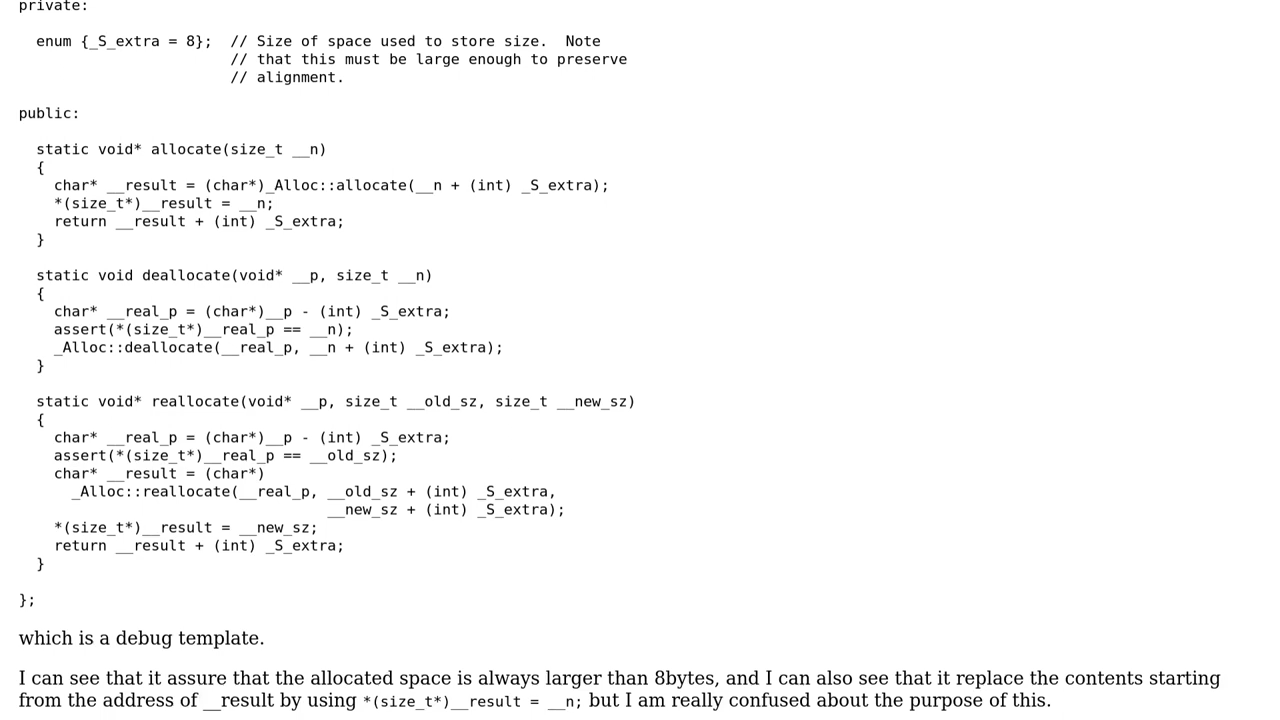 private:
enum {_S_extra = 8};  // Size of space used to store size.  Note
// that this must be large enough to preserve
// alignment.
public:
static void* allocate(size_t __n)
{
char* __result = (char*)_Alloc::allocate(__n + (int) _S_extra);
*(size_t*)__result = __n;
return __result + (int) _S_extra;
}
static void deallocate(void* __p, size_t __n)
{
char* __real_p = (char*)__p - (int) _S_extra;
assert(*(size_t*)__real_p == __n);
_Alloc::deallocate(__real_p, __n + (int) _S_extra);
}
static void* reallocate(void* __p, size_t __old_sz, size_t __new_sz)
{
char* __real_p = (char*)__p - (int) _S_extra;
assert(*(size_t*)__real_p == __old_sz);
char* __result = (char*)
_Alloc::reallocate(__real_p, __old_sz + (int) _S_extra,
__new_sz + (int) _S_extra);
*(size_t*)__result = __new_sz;
return __result + (int) _S_extra;
}
};
which is a debug template.
I can see that it assure that the allocated space is always larger than 8bytes, and I can also see that it replace the contents starting
from the address of __result by using *(size_t*)__result = __n; but I am really confused about the purpose of this.